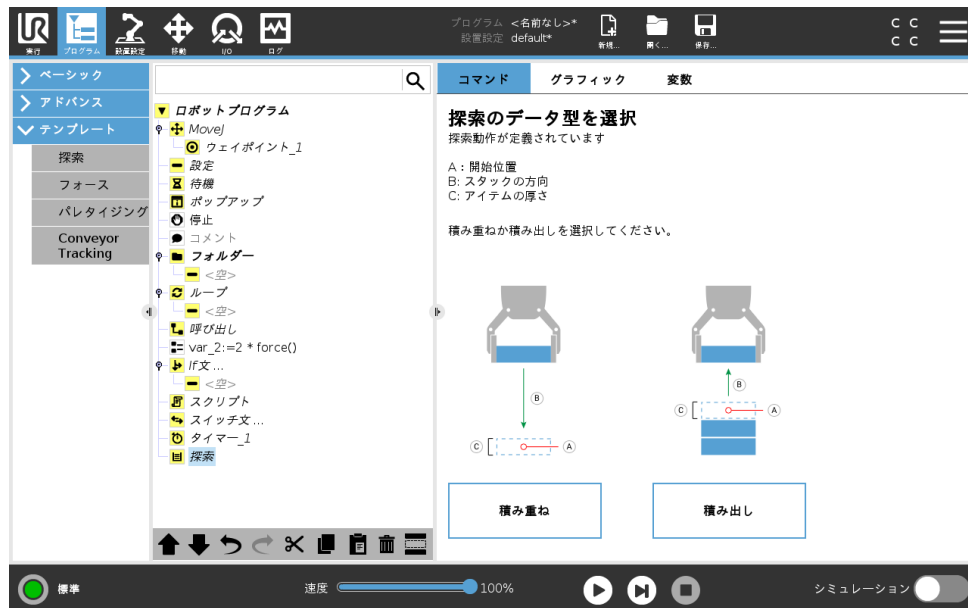 プログラム <名前なし>*
設置設定 default*
実行
プログラム
設置設定
移動
I/O
ログ
新規...
開く...
保存...
C C
C C
ベーシック
アドバンス
テンプレート
探索
フォース
パレタイジング
Conveyor
Tracking
ロボットプログラム
MoveJ
ウェイポイント_1
設定
待機
ポップアップ
停止
コメント
フォルダー
<空>
ループ
<空>
呼び出し
var_2:=2 * force()
If文 ...
<空>
スクリプト
スイッチ文 ...
タイマー_1
探索
コマンド
グラフィック
変数
探索のデータ型を選択
探索動作が定義されています
A：開始位置
B: スタックの方向
C: アイテムの厚さ
積み重ねか積み出しを選択してください。
B
C
A
B
C
A
積み重ね
積み出し
標準
速度
100%
シミュレーション